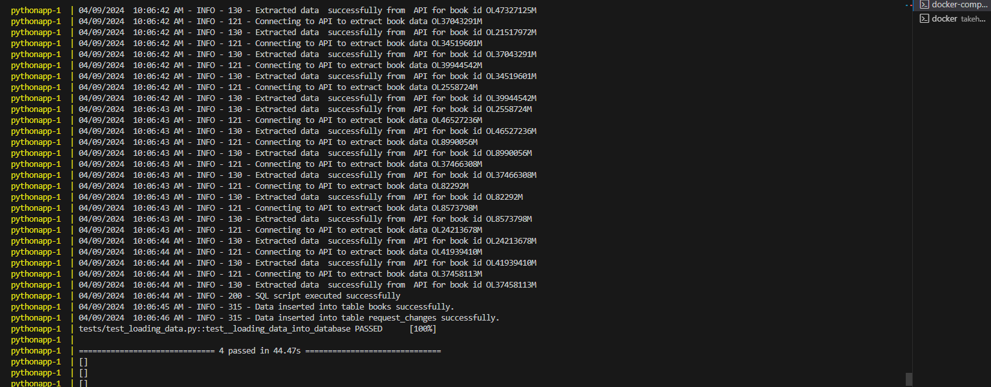 pythonapp-1 | 04/09/2024 10:06:42 AM - INFO - 130 - Extracted data  successfully from  API for book id OL47327125M
pythonapp-1 | 04/09/2024 10:06:42 AM - INFO - 121 - Connecting to API to extract book data OL37043291M
pythonapp-1 | 04/09/2024 10:06:42 AM - INFO - 130 - Extracted data  successfully from  API for book id OL21517972M
pythonapp-1 | 04/09/2024 10:06:42 AM - INFO - 121 - Connecting to API to extract book data OL34519601M
pythonapp-1 | 04/09/2024 10:06:42 AM - INFO - 130 - Extracted data  successfully from  API for book id OL37043291M
pythonapp-1 | 04/09/2024 10:06:42 AM - INFO - 121 - Connecting to API to extract book data OL39944542M
pythonapp-1 | 04/09/2024 10:06:42 AM - INFO - 130 - Extracted data  successfully from  API for book id OL34519601M
pythonapp-1 | 04/09/2024 10:06:42 AM - INFO - 121 - Connecting to API to extract book data OL2558724M
pythonapp-1 | 04/09/2024 10:06:42 AM - INFO - 130 - Extracted data  successfully from  API for book id OL39944542M
pythonapp-1 | 04/09/2024 10:06:43 AM - INFO - 130 - Extracted data  successfully from  API for book id OL2558724M
pythonapp-1 | 04/09/2024 10:06:43 AM - INFO - 121 - Connecting to API to extract book data OL46527236M
pythonapp-1 | 04/09/2024 10:06:43 AM - INFO - 130 - Extracted data  successfully from  API for book id OL46527236M
pythonapp-1 | 04/09/2024 10:06:43 AM - INFO - 121 - Connecting to API to extract book data OL8990056M
pythonapp-1 | 04/09/2024 10:06:43 AM - INFO - 130 - Extracted data  successfully from  API for book id OL8990056M
pythonapp-1 | 04/09/2024 10:06:43 AM - INFO - 121 - Connecting to API to extract book data OL37466308M
pythonapp-1 | 04/09/2024 10:06:43 AM - INFO - 130 - Extracted data  successfully from  API for book id OL37466308M
pythonapp-1 | 04/09/2024 10:06:43 AM - INFO - 121 - Connecting to API to extract book data OL82292M
pythonapp-1 | 04/09/2024 10:06:43 AM - INFO - 130 - Extracted data  successfully from  API for book id OL82292M
pythonapp-1 | 04/09/2024 10:06:43 AM - INFO - 121 - Connecting to API to extract book data OL8573798M
pythonapp-1 | 04/09/2024 10:06:43 AM - INFO - 130 - Extracted data  successfully from  API for book id OL8573798M
pythonapp-1 | 04/09/2024 10:06:43 AM - INFO - 121 - Connecting to API to extract book data OL24213678M
pythonapp-1 | 04/09/2024 10:06:44 AM - INFO - 130 - Extracted data  successfully from  API for book id OL24213678M
pythonapp-1 | 04/09/2024 10:06:44 AM - INFO - 121 - Connecting to API to extract book data OL41939410M
pythonapp-1 | 04/09/2024 10:06:44 AM - INFO - 130 - Extracted data  successfully from  API for book id OL41939410M
pythonapp-1 | 04/09/2024 10:06:44 AM - INFO - 121 - Connecting to API to extract book data OL37458113M
pythonapp-1 | 04/09/2024 10:06:44 AM - INFO - 130 - Extracted data  successfully from  API for book id OL37458113M
pythonapp-1 | 04/09/2024 10:06:44 AM - INFO - 200 - SQL script executed successfully
pythonapp-1 | 04/09/2024 10:06:45 AM - INFO - 315 - Data inserted into table books successfully.
pythonapp-1 | 04/09/2024 10:06:46 AM - INFO - 315 - Data inserted into table request_changes successfully.
pythonapp-1 | tests/test_loading_data.py::test__loading_data_into_database PASSED      [100%]
pythonapp-1 |
pythonapp-1 | ============================== 4 passed in 44.47s ==============================
pythonapp-1 | []
pythonapp-1 | []
pythonapp-1 | []
docker-comp...
docker takeh...